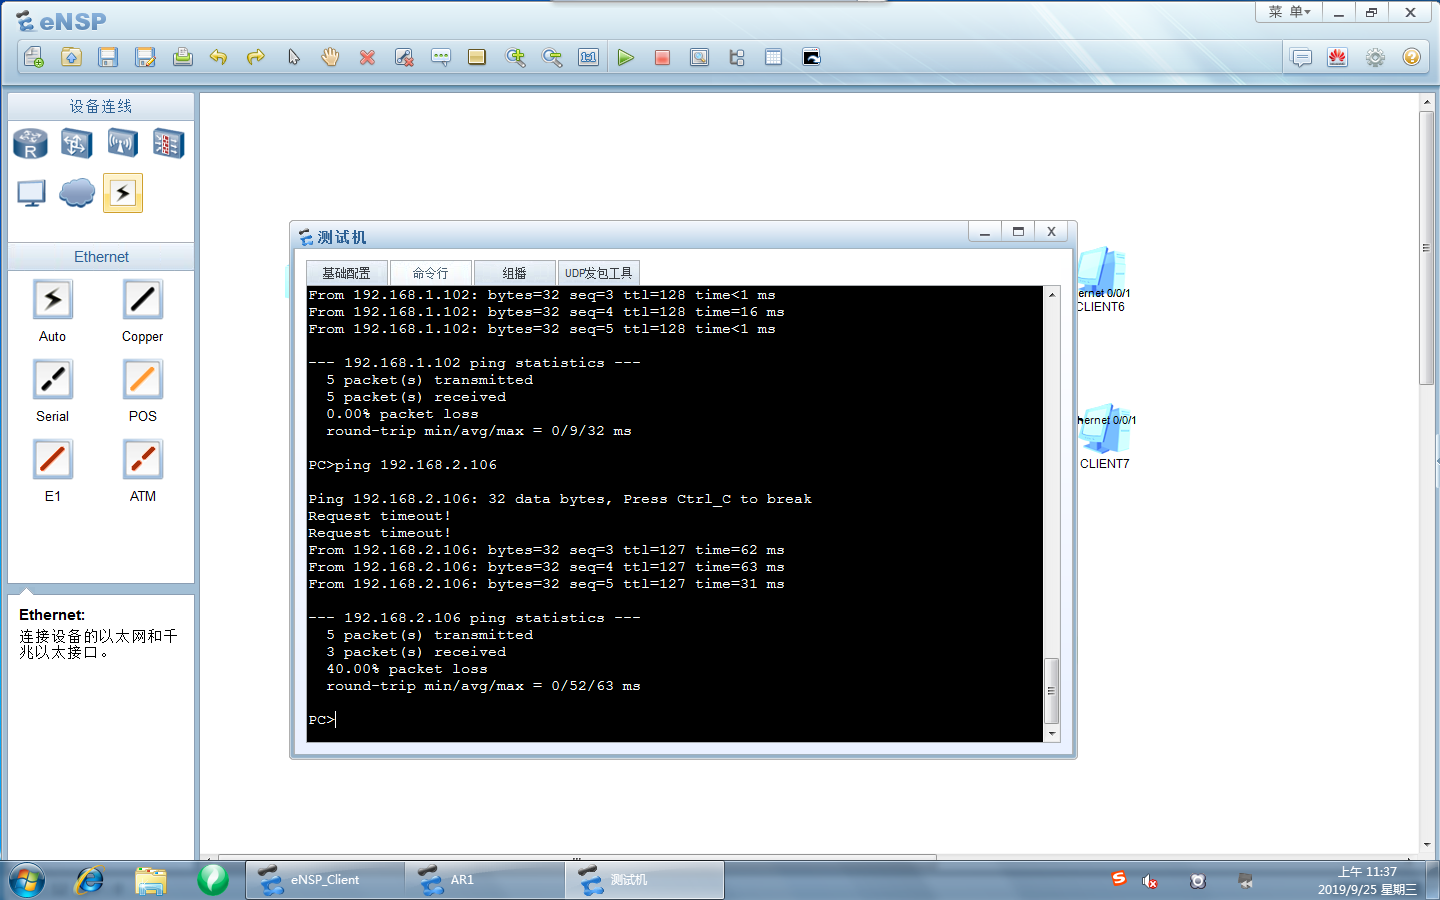 eNSP
菜 单
设备连线
R
Ethernet
Auto
Copper
Serial
POS
E1
ATM
Ethernet:
连接设备的以太网和千
兆以太接口。
测试机
基础配置
命令行
组播
UDP发包工具
From 192.168.1.102: bytes=32 seq=3 ttl=128 time<1 ms
From 192.168.1.102: bytes=32 seq=4 ttl=128 time=16 ms
From 192.168.1.102: bytes=32 seq=5 ttl=128 time<1 ms
--- 192.168.1.102 ping statistics ---
5 packet(s) transmitted
5 packet(s) received
0.00% packet loss
round-trip min/avg/max = 0/9/32 ms
PC>ping 192.168.2.106
Ping 192.168.2.106: 32 data bytes, Press Ctrl_C to break
Request timeout!
Request timeout!
From 192.168.2.106: bytes=32 seq=3 ttl=127 time=62 ms
From 192.168.2.106: bytes=32 seq=4 ttl=127 time=63 ms
From 192.168.2.106: bytes=32 seq=5 ttl=127 time=31 ms
--- 192.168.2.106 ping statistics ---
5 packet(s) transmitted
3 packet(s) received
40.00% packet loss
round-trip min/avg/max = 0/52/63 ms
PC>
ernet 0/0/1
CLIENT6
hernet 0/0/1
CLIENT7
eNSP_Client
AR1
测试机
上午 11:37
2019/9/25 星期三